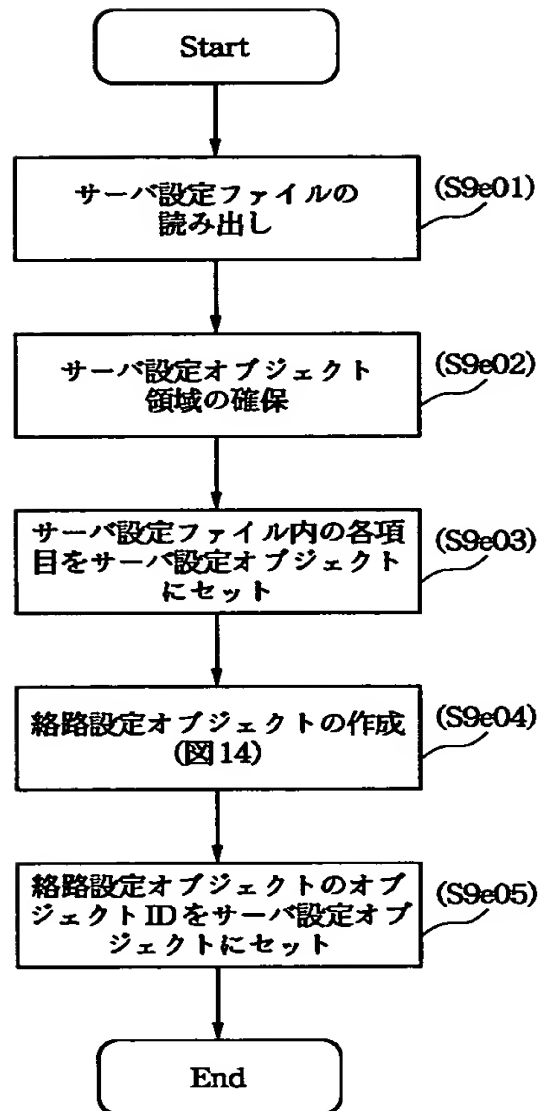 Start
サーバ設定ファイルの
読み出し
(S9e01)
サーバ設定オブジェクト
領域の確保
(S9e02)
サーバ設定ファイル内の各項
目をサーバ設定オブジェクト
にセット
(S9e03)
絡路設定オブジェクトの作成
(図14)
(S9e04)
絡路設定オブジェクトのオブ
ジェクトIDをサーバ設定オブ
ジェクトにセット
(S9e05)
End